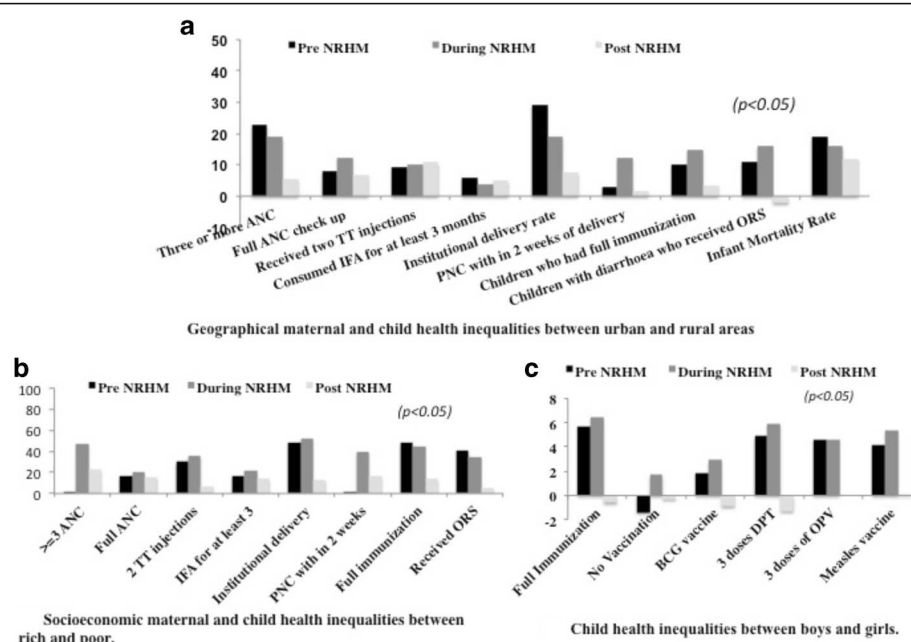 a
50
Pre NRHM During NRHM Post NRHM
40
30
(p<0.05)
20
10
0
-10
Three or more ANC
Full ANC check up
Received two TT injections
Consumed IFA for at least 3 months
Institutional delivery rate
PNC with in 2 weeks of delivery
Children who had full immunization
Children with diarrhoea who received ORS
Infant Mortality Rate
Geographical maternal and child health inequalities between urban and rural areas
b
100
Pre NRHM During NRHM Post NRHM
80
(p<0.05)
60
40
20
0
>=3 ANC
Full ANC
2 TT injections
IFA for at least 3
Institutional delivery
PNC with in 2 weeks
Full immunization
Received ORS
Socioeconomic maternal and child health inequalities between
rich and poor.
c
Pre NRHM During NRHM Post NRHM
8
(p<0.05)
6
4
2
0
-2
Full Immunization
No Vaccination
BCG vaccine
3 doses DPT
3 doses of OPV
Measles vaccine
Child health inequalities between boys and girls.